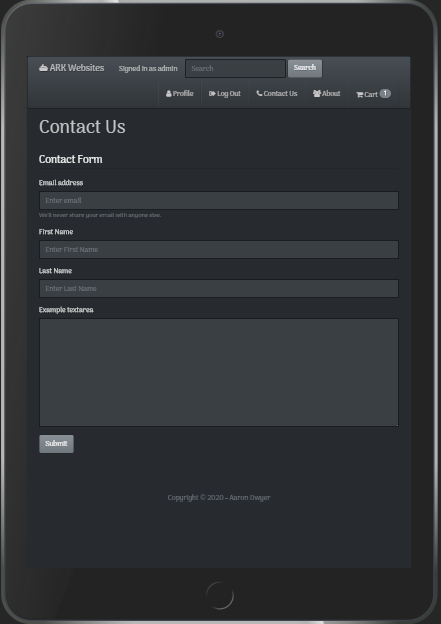 ARK Websites Signed in as admin Search Search
Profile Log Out Contact Us About Cart 1
Contact Us
Contact Form
Email address
Enter email
We'll never share your email with anyone else.
First Name
Enter First Name
Last Name
Enter Last Name
Example textarea
Submit
Copyright © 2020 - Aaron Dwyer